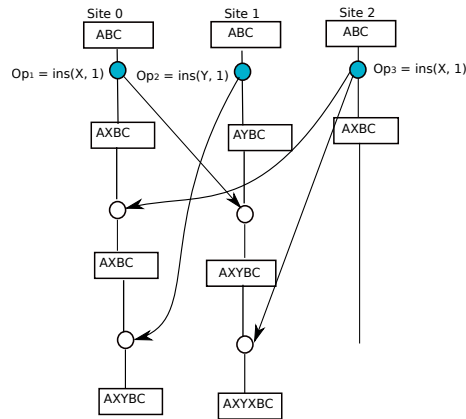 Site 0 Site 1 Site 2
ABC ABC ABC
Op₁ = ins(X, 1) Op₂ = ins(Y, 1) Op₃ = ins(X, 1)
AXBC AYBC AXBC
AXBC AXYBC
AXYBC AXYXBC